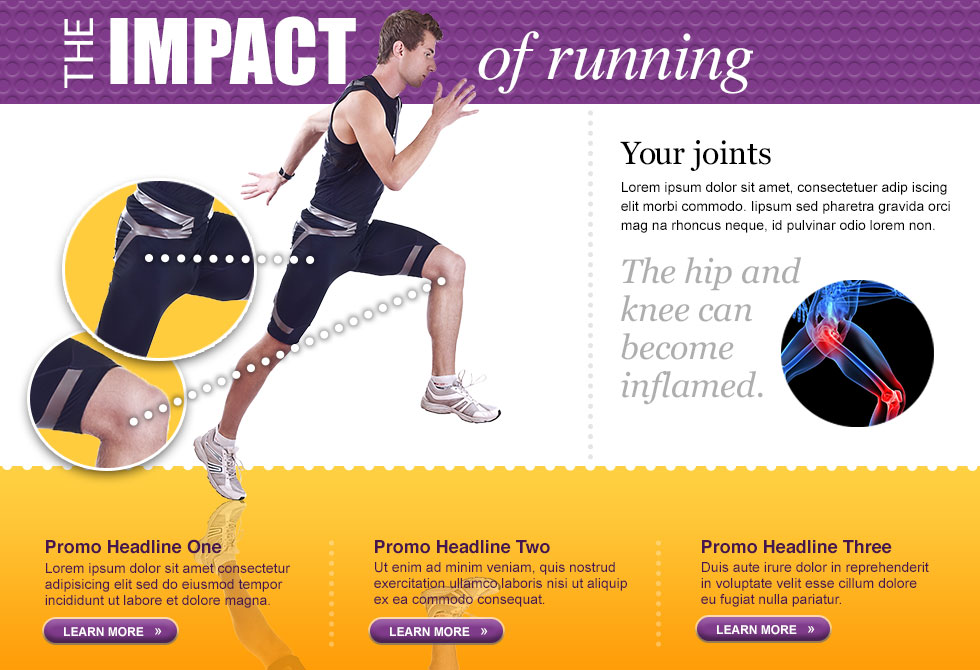 THE IMPACT of running
Your joints
Lorem ipsum dolor sit amet, consectetuer adip iscing
elit morbi commodo. Iipsum sed pharetra gravida orci
mag na rhoncus neque, id pulvinar odio lorem non.
The hip and
knee can
become
inflamed.
Promo Headline One
Lorem ipsum dolor sit amet consectetur
adipisicing elit sed do eiusmod tempor
incididunt ut labore et dolore magna.
LEARN MORE »
Promo Headline Two
Ut enim ad minim veniam, quis nostrud
exercitation ullamco,laboris nisi ut aliquip
ex ea commodo consequat.
LEARN MORE »
Promo Headline Three
Duis aute irure dolor in reprehenderit
in voluptate velit esse cillum dolore
eu fugiat nulla pariatur.
LEARN MORE »